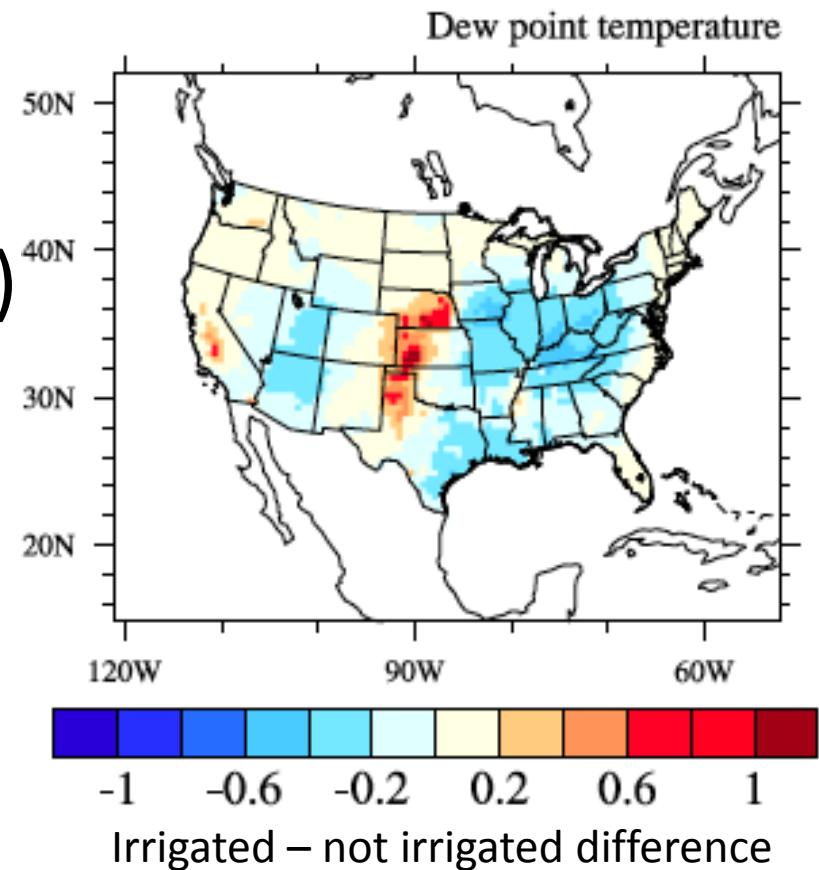 Dew point temperature
50N
)
40N
30N
20N
120W 90W 60W
-1 -0.6 -0.2 0.2 0.6 1
Irrigated – not irrigated difference